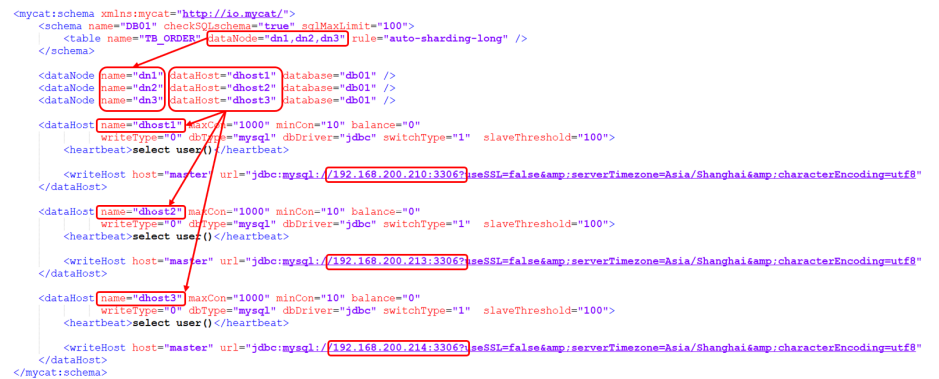 <mycat:schema xmlns:mycat="http://io.mycat/">
<schema name="DB01" checkSQLschema="true" sqlMaxLimit="100">
<table name="TB_ORDER" dataNode="dn1,dn2,dn3" rule="auto-sharding-long" />
</schema>
<dataNode name="dn1" dataHost="dhost1" database="db01" />
<dataNode name="dn2" dataHost="dhost2" database="db01" />
<dataNode name="dn3" dataHost="dhost3" database="db01" />
<dataHost name="dhost1" maxCon="1000" minCon="10" balance="0"
writeType="0" dbType="mysql" dbDriver="jdbc" switchType="1" slaveThreshold="100">
<heartbeat>select user()</heartbeat>
<writeHost host="master" url="jdbc:mysql://192.168.200.210:3306?useSSL=false&amp;serverTimezone=Asia/Shanghai&amp;characterEncoding=utf8"
</dataHost>
<dataHost name="dhost2" maxCon="1000" minCon="10" balance="0"
writeType="0" dbType="mysql" dbDriver="jdbc" switchType="1" slaveThreshold="100">
<heartbeat>select user()</heartbeat>
<writeHost host="master" url="jdbc:mysql://192.168.200.213:3306?useSSL=false&amp;serverTimezone=Asia/Shanghai&amp;characterEncoding=utf8"
</dataHost>
<dataHost name="dhost3" maxCon="1000" minCon="10" balance="0"
writeType="0" dbType="mysql" dbDriver="jdbc" switchType="1" slaveThreshold="100">
<heartbeat>select user()</heartbeat>
<writeHost host="master" url="jdbc:mysql://192.168.200.214:3306?useSSL=false&amp;serverTimezone=Asia/Shanghai&amp;characterEncoding=utf8"
</dataHost>
</mycat:schema>